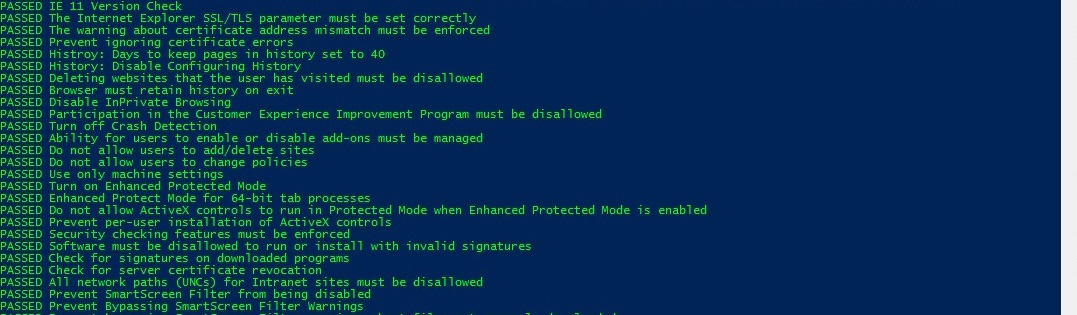 PASSED IE 11 Version Check
PASSED The Internet Explorer SSL/TLS parameter must be set correctly
PASSED The warning about certificate address mismatch must be enforced
PASSED Prevent ignoring certificate errors
PASSED Histroy: Days to keep pages in history set to 40
PASSED History: Disable Configuring History
PASSED Deleting websites that the user has visited must be disallowed
PASSED Browser must retain history on exit
PASSED Disable InPrivate Browsing
PASSED Participation in the Customer Experience Improvement Program must be disallowed
PASSED Turn off Crash Detection
PASSED Ability for users to enable or disable add-ons must be managed
PASSED Do not allow users to add/delete sites
PASSED Do not allow users to change policies
PASSED Use only machine settings
PASSED Turn on Enhanced Protected Mode
PASSED Enhanced Protect Mode for 64-bit tab processes
PASSED Do not allow ActiveX controls to run in Protected Mode when Enhanced Protected Mode is enabled
PASSED Prevent per-user installation of ActiveX controls
PASSED Security checking features must be enforced
PASSED Software must be disallowed to run or install with invalid signatures
PASSED Check for signatures on downloaded programs
PASSED Check for server certificate revocation
PASSED All network paths (UNCs) for Intranet sites must be disallowed
PASSED Prevent SmartScreen Filter from being disabled
PASSED Prevent Bypassing SmartScreen Filter Warnings